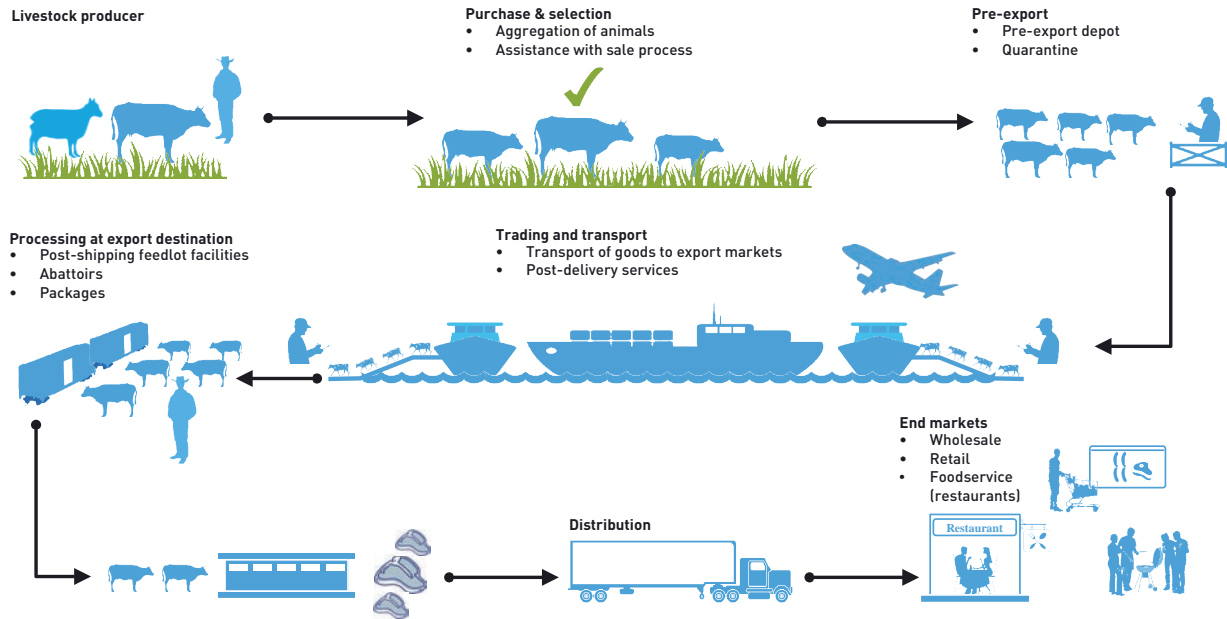 Livestock producer
Purchase & selection
• Aggregation of animals
• Assistance with sale process
Pre-export
• Pre-export depot
• Quarantine
Processing at export destination
• Post-shipping feedlot facilities
• Abattoirs
• Packages
Trading and transport
• Transport of goods to export markets
• Post-delivery services
Distribution
End markets
• Wholesale
• Retail
• Foodservice
(restaurants)
Restaurant